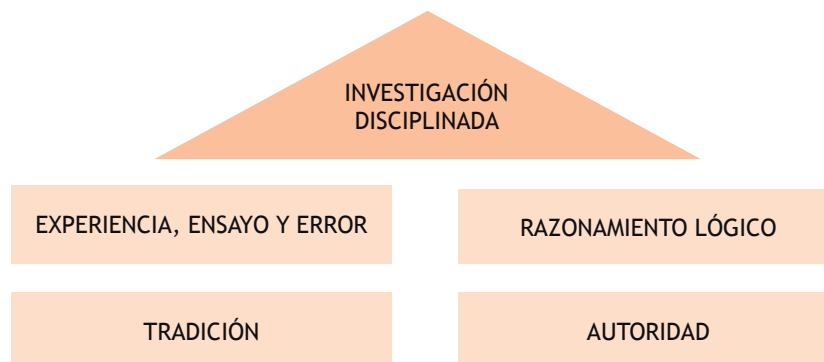 INVESTIGACIÓN
DISCIPLINADA
EXPERIENCIA, ENSAYO Y ERROR
RAZONAMIENTO LÓGICO
TRADICIÓN
AUTORIDAD